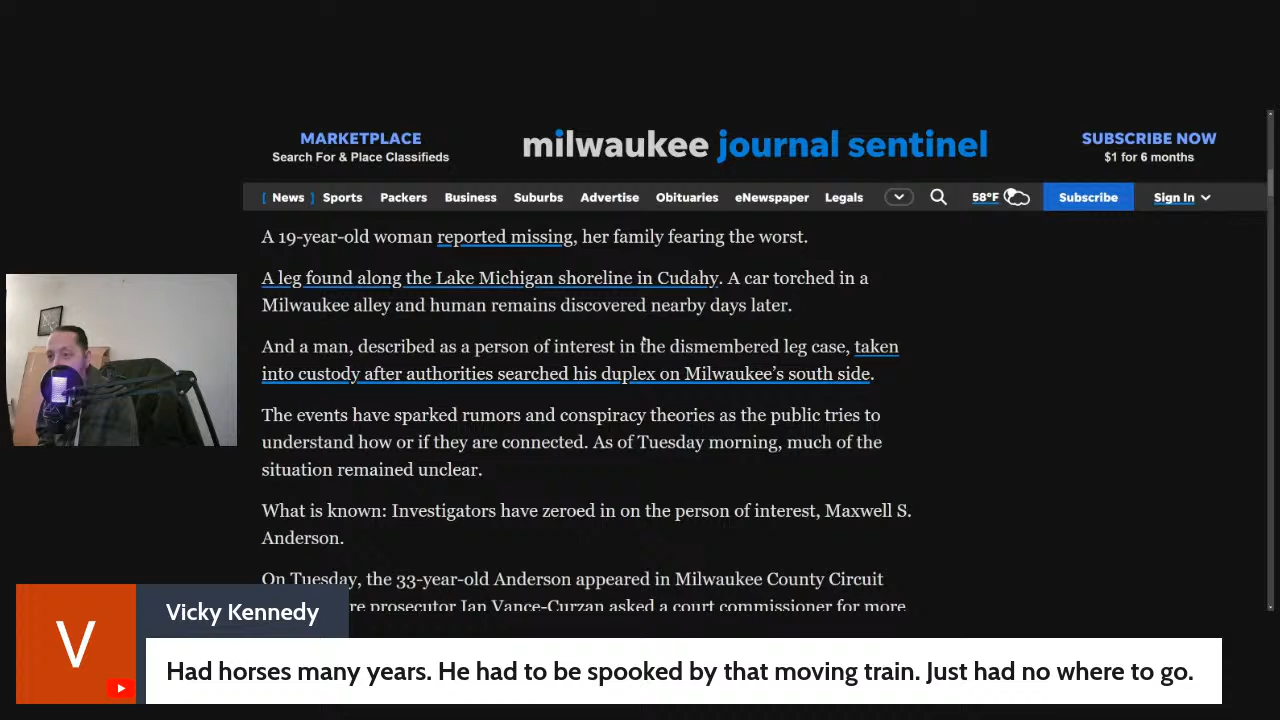 MARKETPLACE
Search For & Place Classifieds
milwaukee journal sentinel
SUBSCRIBE NOW
$1 for 6 months
[ News ] Sports Packers Business Suburbs Advertise Obituaries eNewspaper Legals 58°F Subscribe Sign In
A 19-year-old woman reported missing, her family fearing the worst.
A leg found along the Lake Michigan shoreline in Cudahy. A car torched in a
Milwaukee alley and human remains discovered nearby days later.
And a man, described as a person of interest in the dismembered leg case, taken
into custody after authorities searched his duplex on Milwaukee's south side.
The events have sparked rumors and conspiracy theories as the public tries to
understand how or if they are connected. As of Tuesday morning, much of the
situation remained unclear.
What is known: Investigators have zeroed in on the person of interest, Maxwell S.
Anderson.
On Tuesday, the 33-year-old Anderson appeared in Milwaukee County Circuit
re prosecutor Ian Vance-Curzan asked a court commissioner for more
V
Vicky Kennedy
Had horses many years. He had to be spooked by that moving train. Just had no where to go.